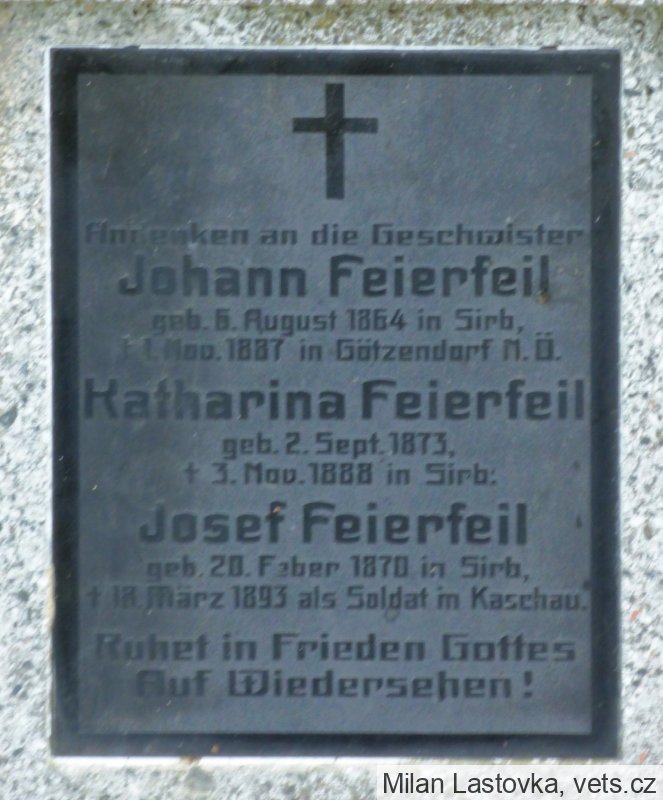 Andenken an die Geschwister
Johann Feierfeil
geb. 6. August 1864 in Sirb,
† 1. Nov. 1887 in Götzendorf N. Ö.
Katharina Feierfeil
geb. 2. Sept. 1873,
† 3. Nov. 1888 in Sirb:
Josef Feierfeil
geb. 20. Feber 1870 in Sirb,
† 18. März 1893 als Soldat in Kaschau.
Ruhet in Frieden Gottes
Auf Wiedersehen!
Milan Lastovka, vets.cz